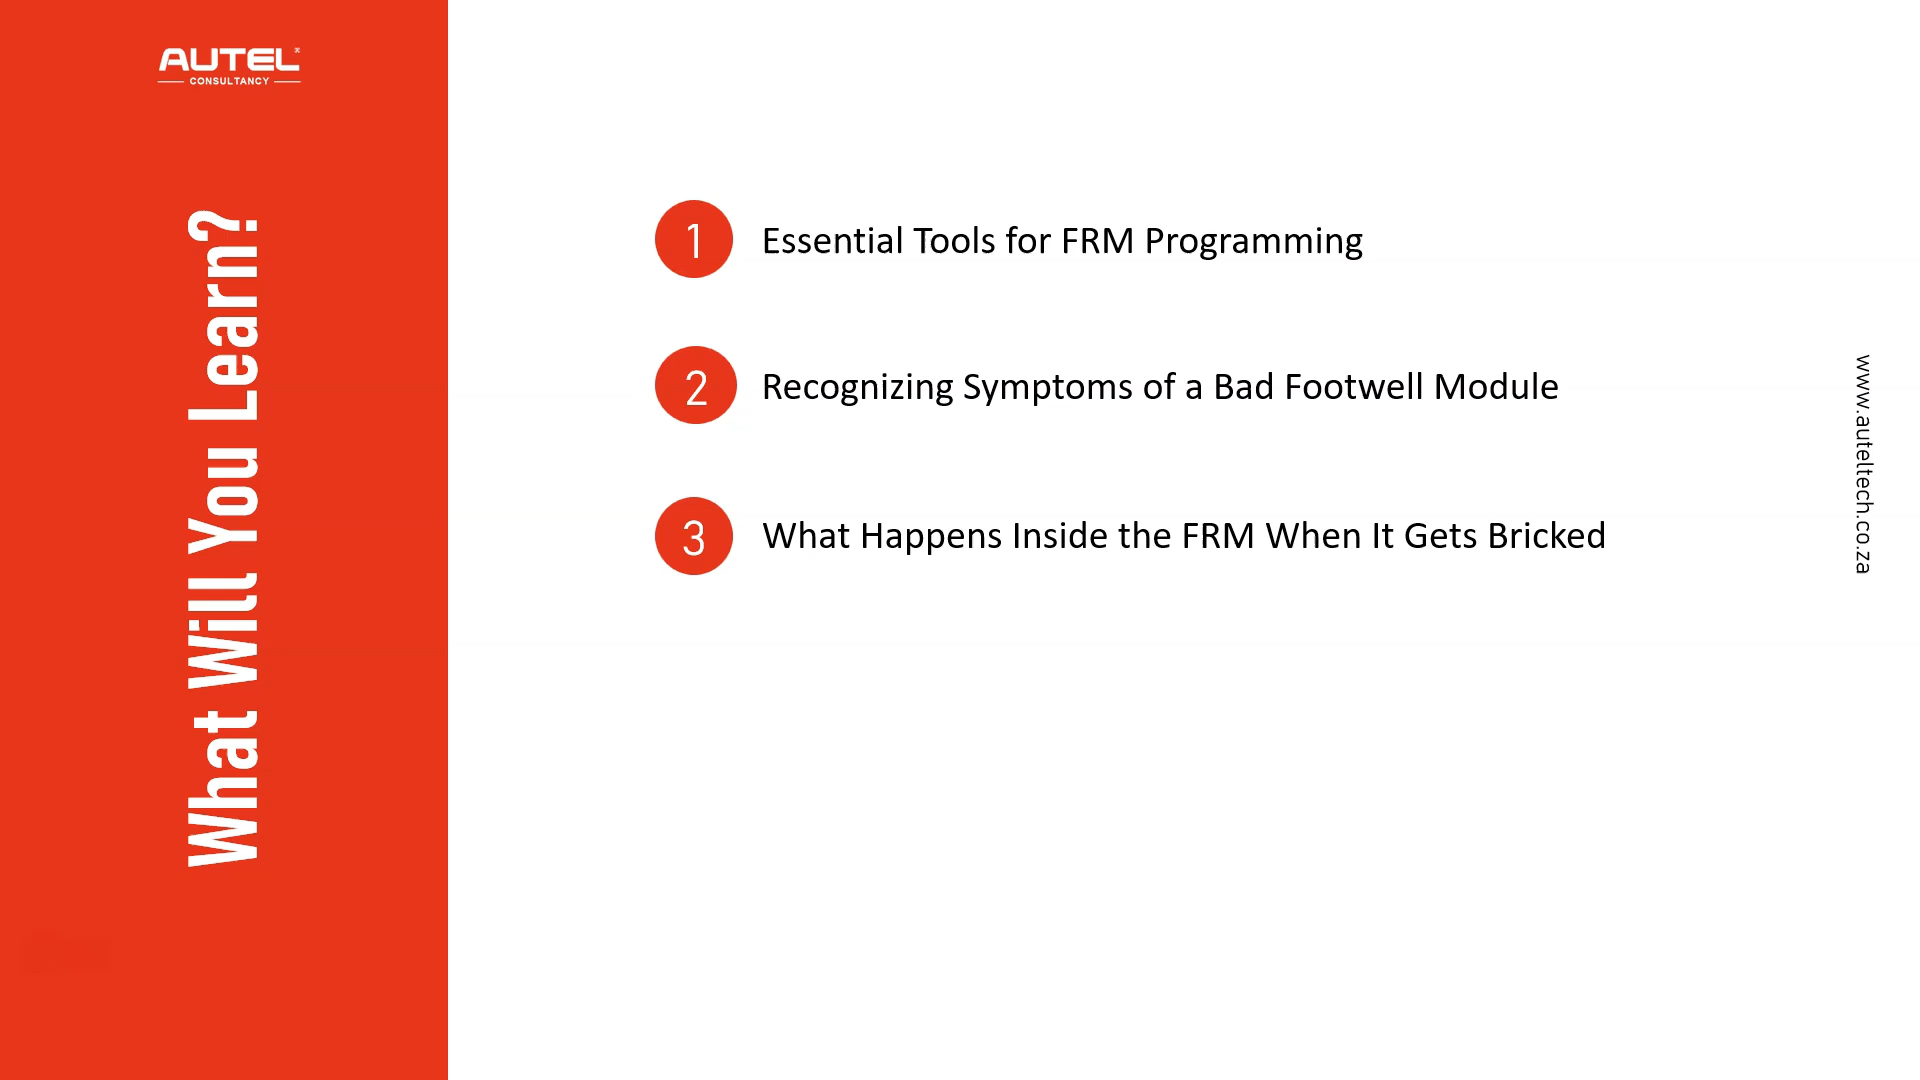 AUTEL®
CONSULTANCY
What Will You Learn?
1 Essential Tools for FRM Programming
2 Recognizing Symptoms of a Bad Footwell Module
3 What Happens Inside the FRM When It Gets Bricked
www.auteltech.co.za